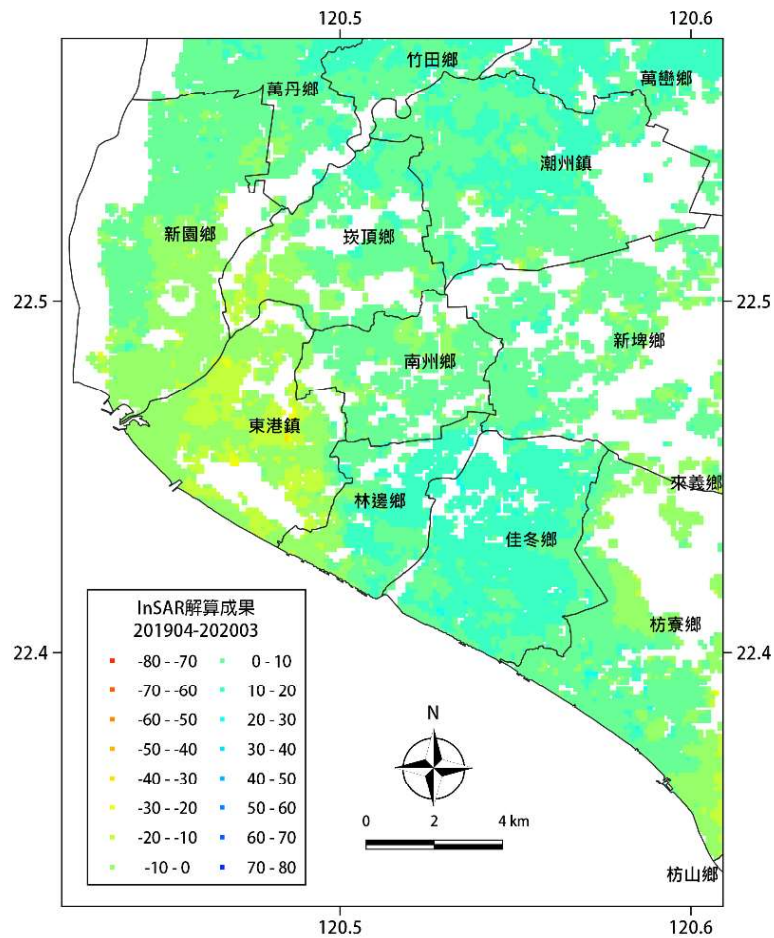 120.5 120.6
竹田鄉
萬丹鄉
萬巒鄉
潮州鎮
新園鄉
崁頂鄉
22.5 22.5
新埤鄉
南州鄉
東港鎮
來義鄉
林邊鄉
佳冬鄉
枋寮鄉
22.4 22.4
InSAR解算成果
201904-202003
-80 - -70 0 - 10
-70 - -60 10 - 20
-60 - -50 20 - 30
-50 - -40 30 - 40
-40 - -30 40 - 50
-30 - -20 50 - 60
-20 - -10 60 - 70
-10 - 0 70 - 80
N
0 2 4 km
枋山鄉
120.5 120.6